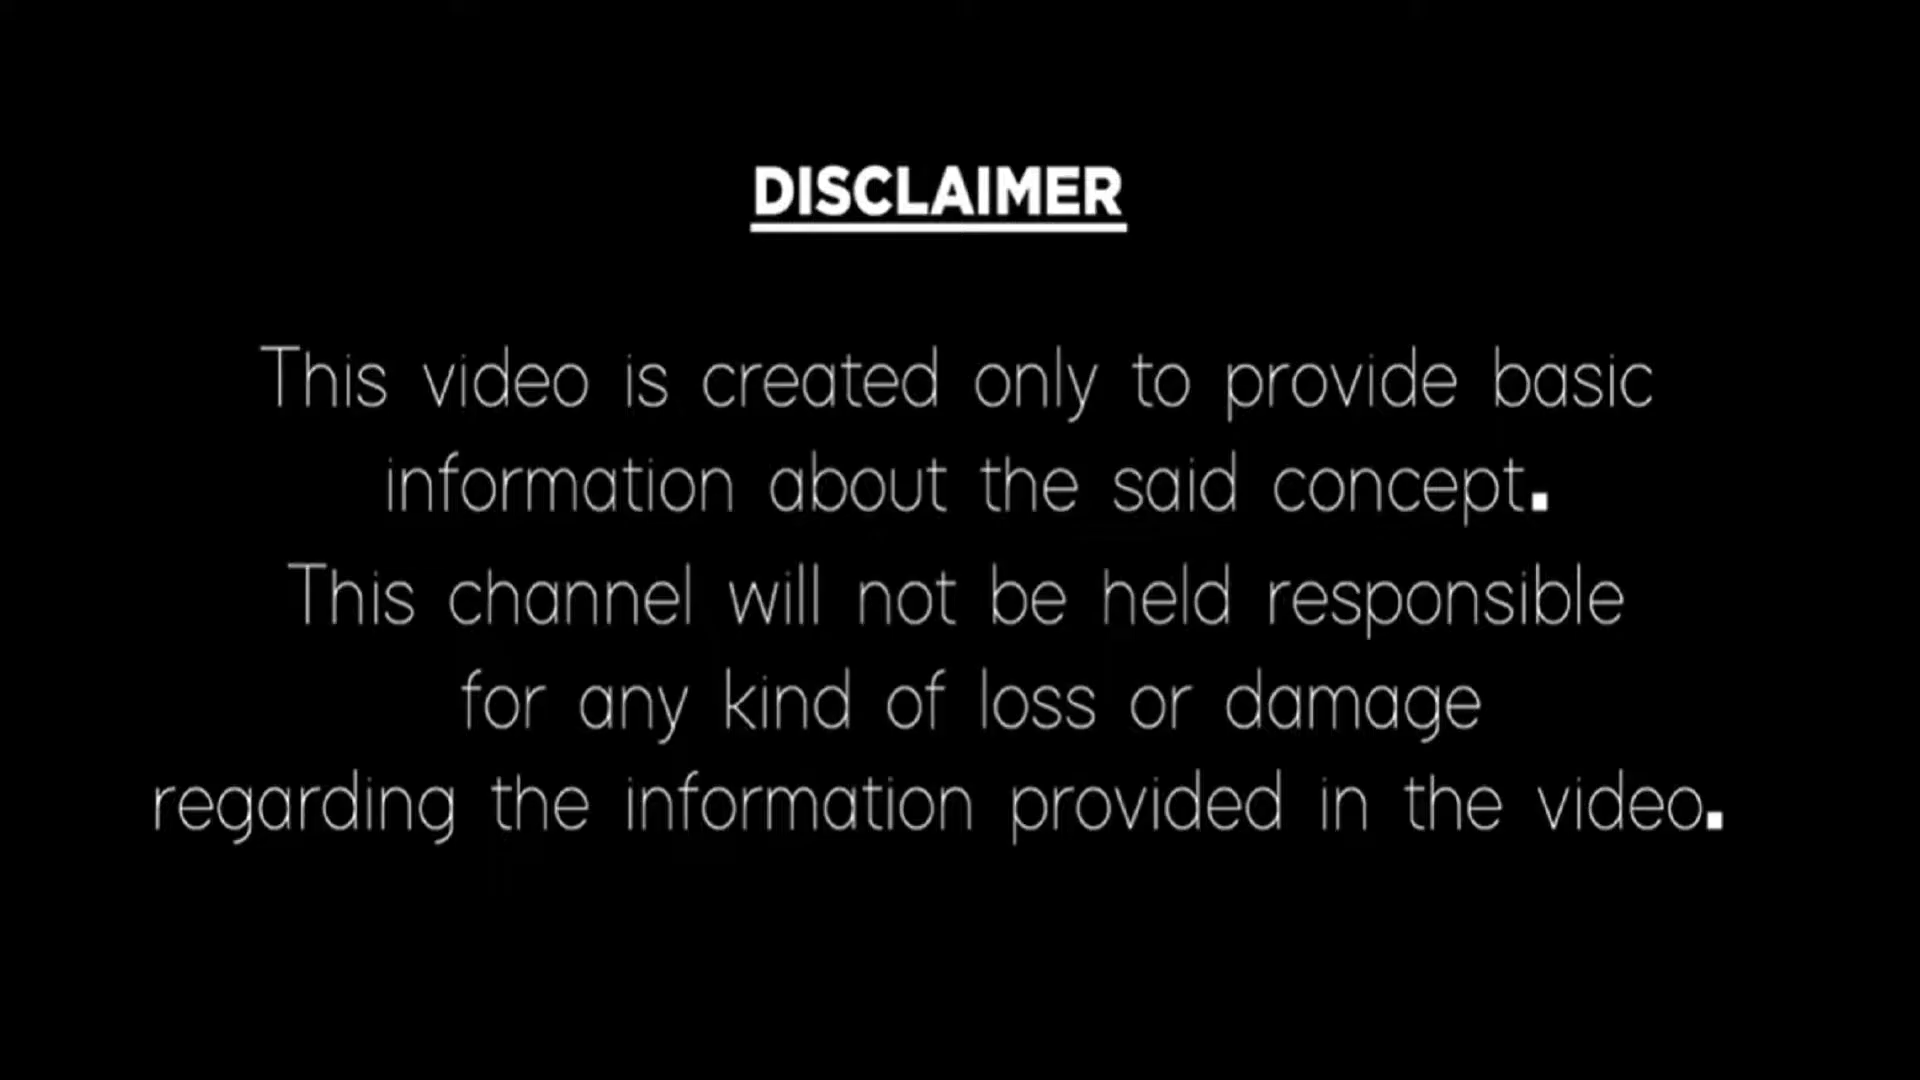 DISCLAIMER
This video is created only to provide basic
information about the said concept.
This channel will not be held responsible
for any kind of loss or damage
regarding the information provided in the video.